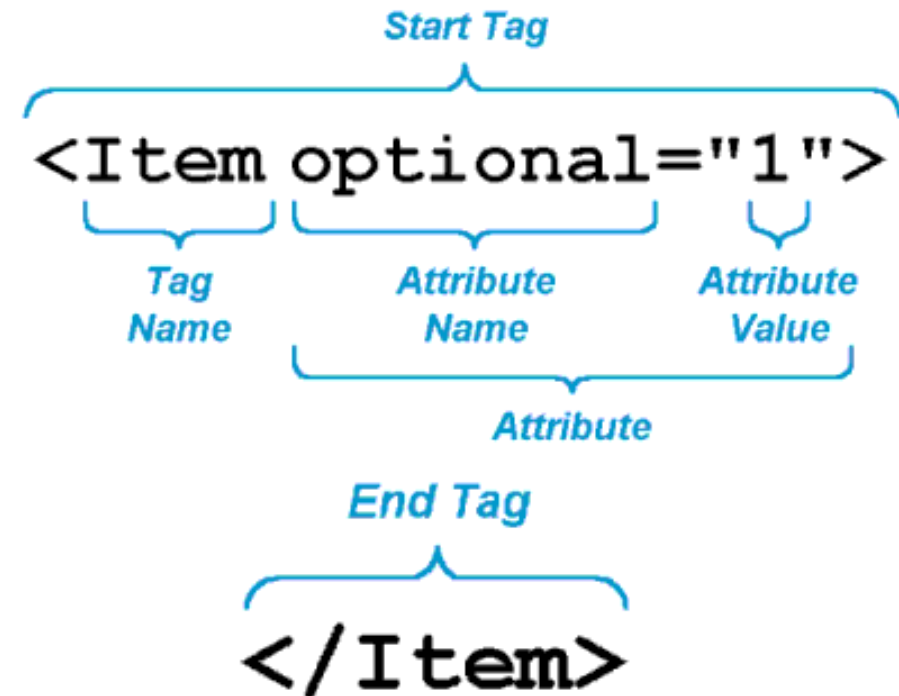 Start Tag
<Item optional="1">
Tag Attribute Attribute
Name Name Value
Attribute
End Tag
</Item>